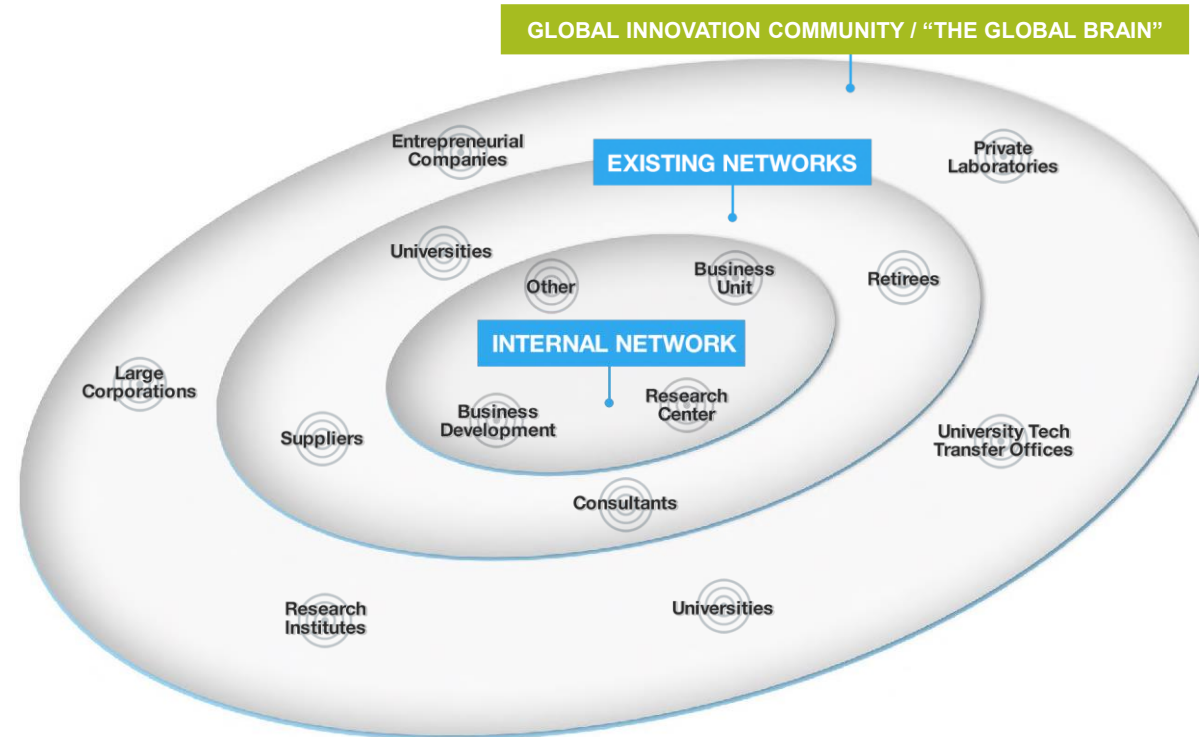 GLOBAL INNOVATION COMMUNITY / “THE GLOBAL BRAIN”
Entrepreneurial
Companies
Private
Laboratories
EXISTING NETWORKS
Universities
Retirees
Other
Business
Unit
INTERNAL NETWORK
Large
Corporations
Business
Development
Research
Center
Suppliers
University Tech
Transfer Offices
Consultants
Research
Institutes
Universities